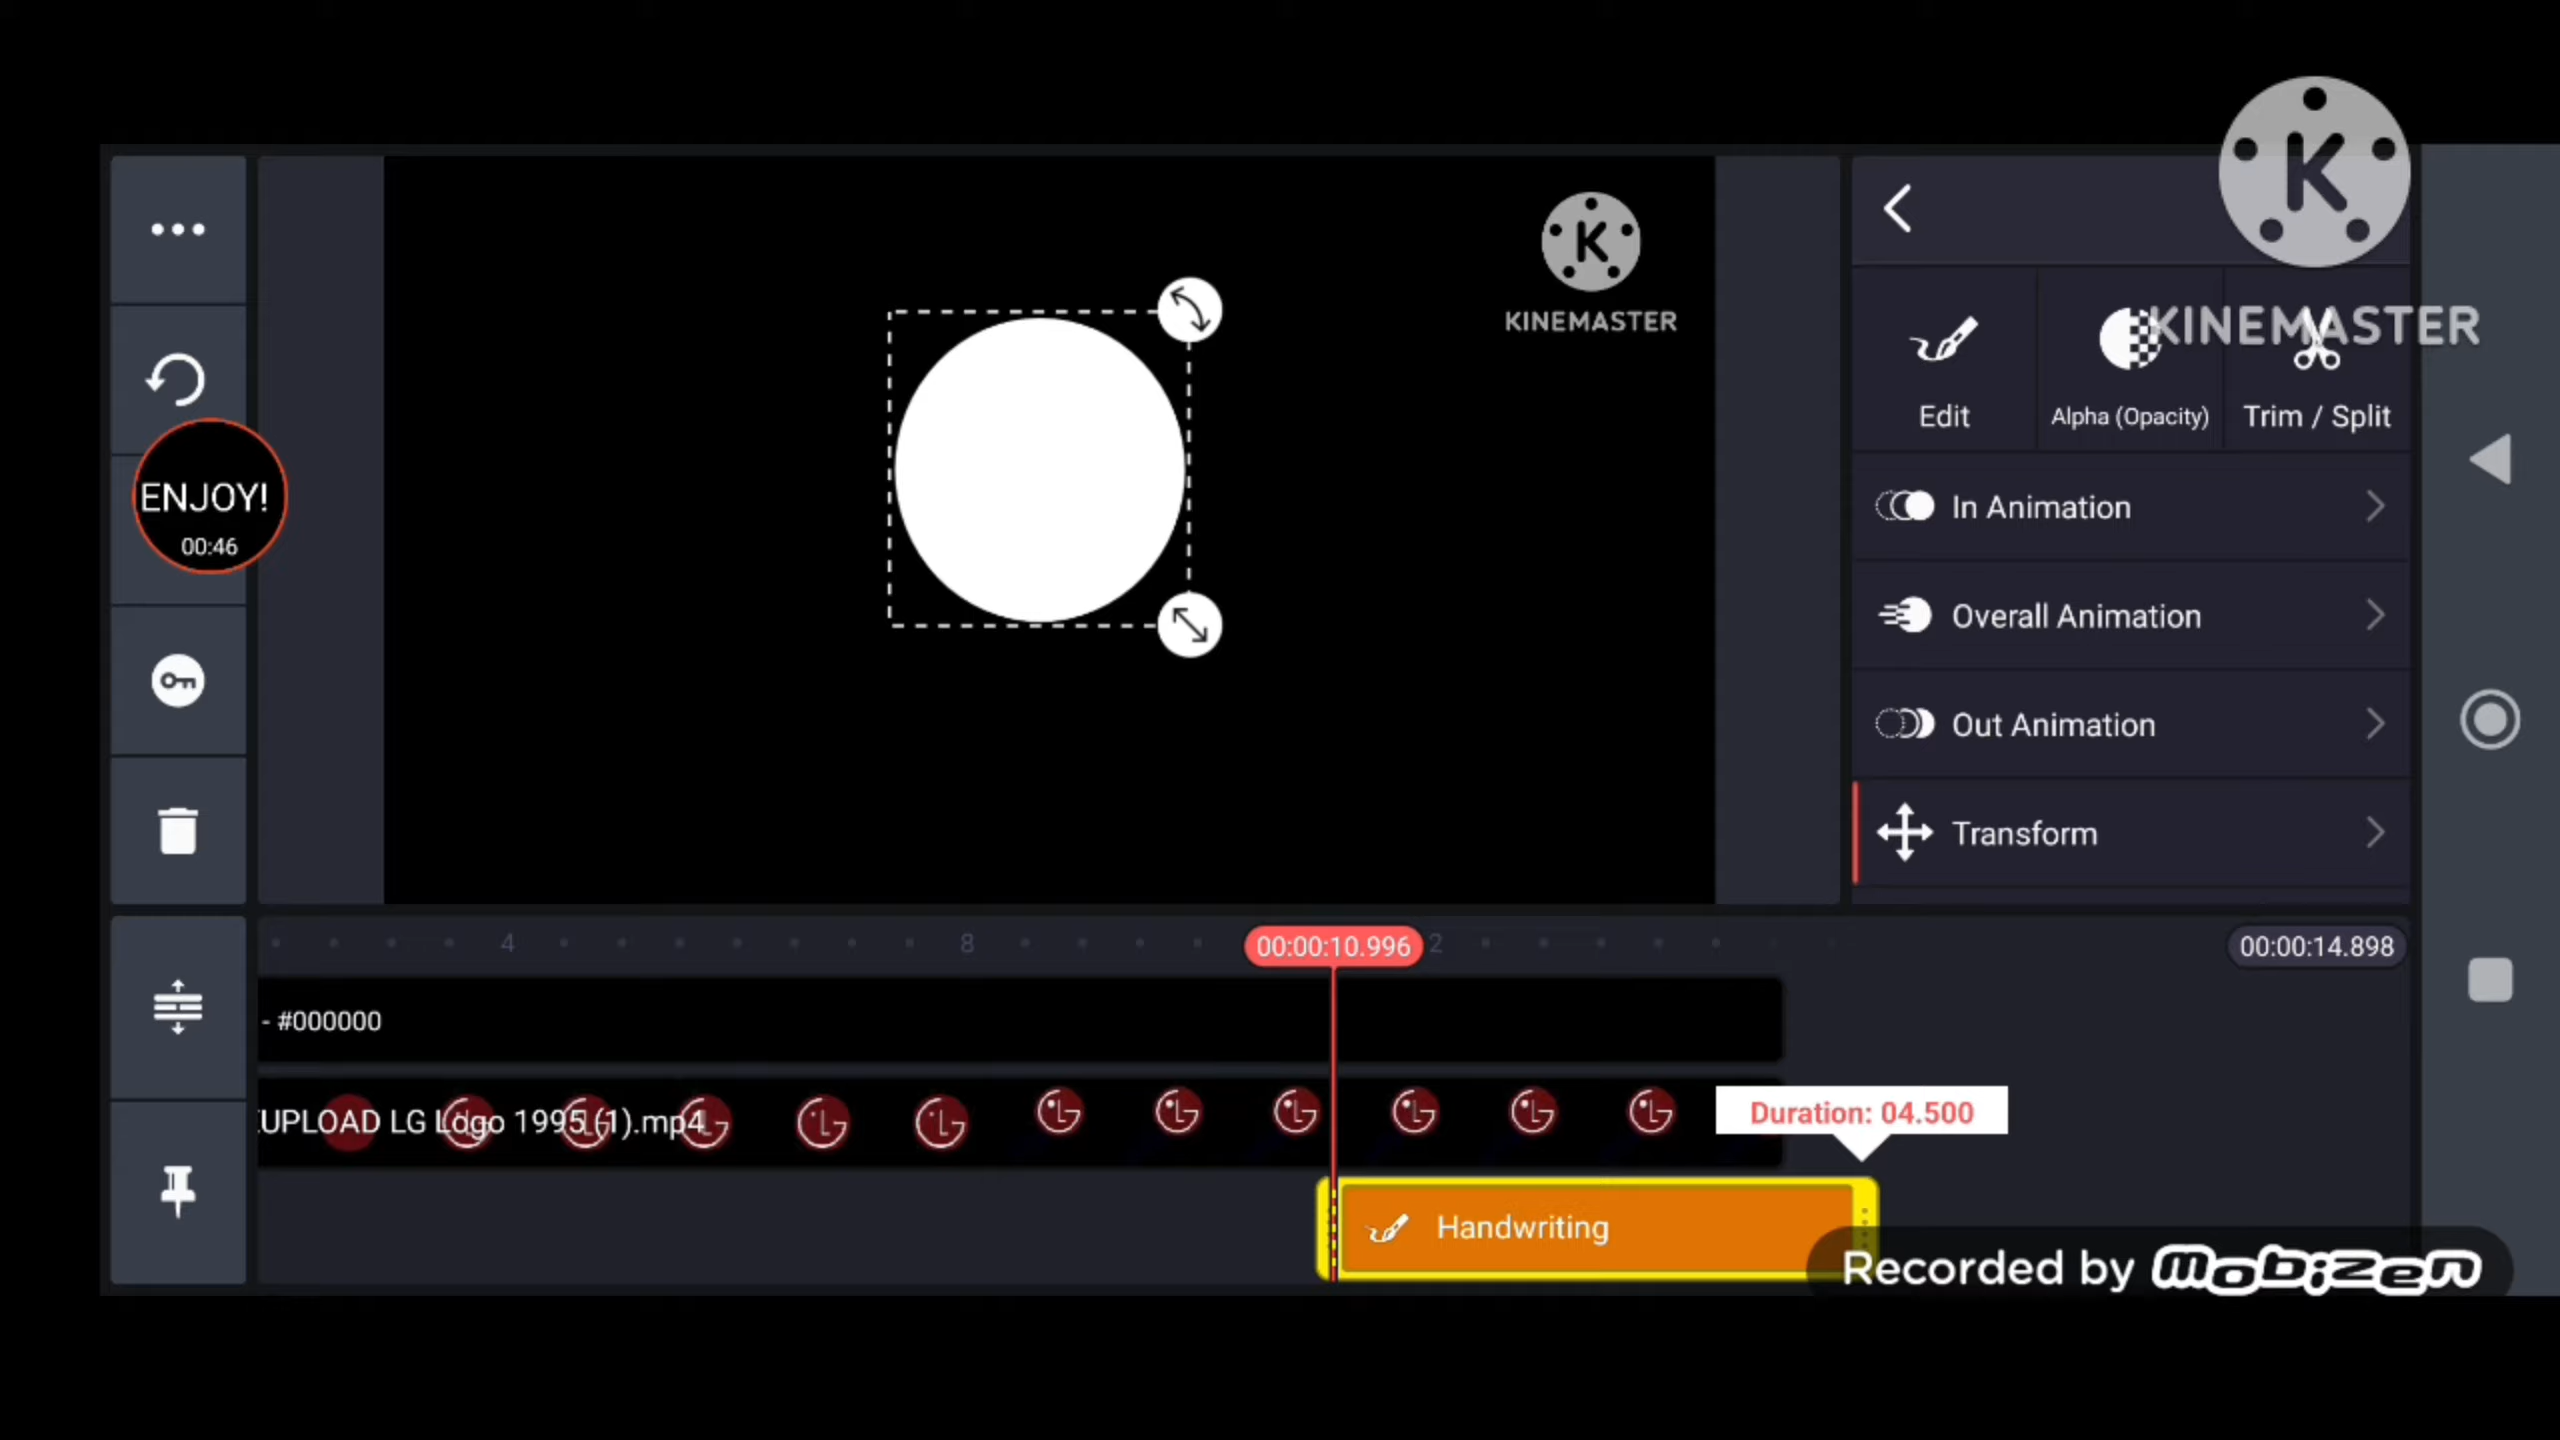 K
K
KINEMASTER
KINEMASTER
Edit
Alpha (Opacity)
Trim / Split
ENJOY!
00:46
In Animation
Overall Animation
Out Animation
Transform
4
8
00:00:10.996
2
00:00:14.898
- #000000
UPLOAD LG Logo 1995 (1).mp4
Duration: 04.500
Handwriting
Recorded by mobizen